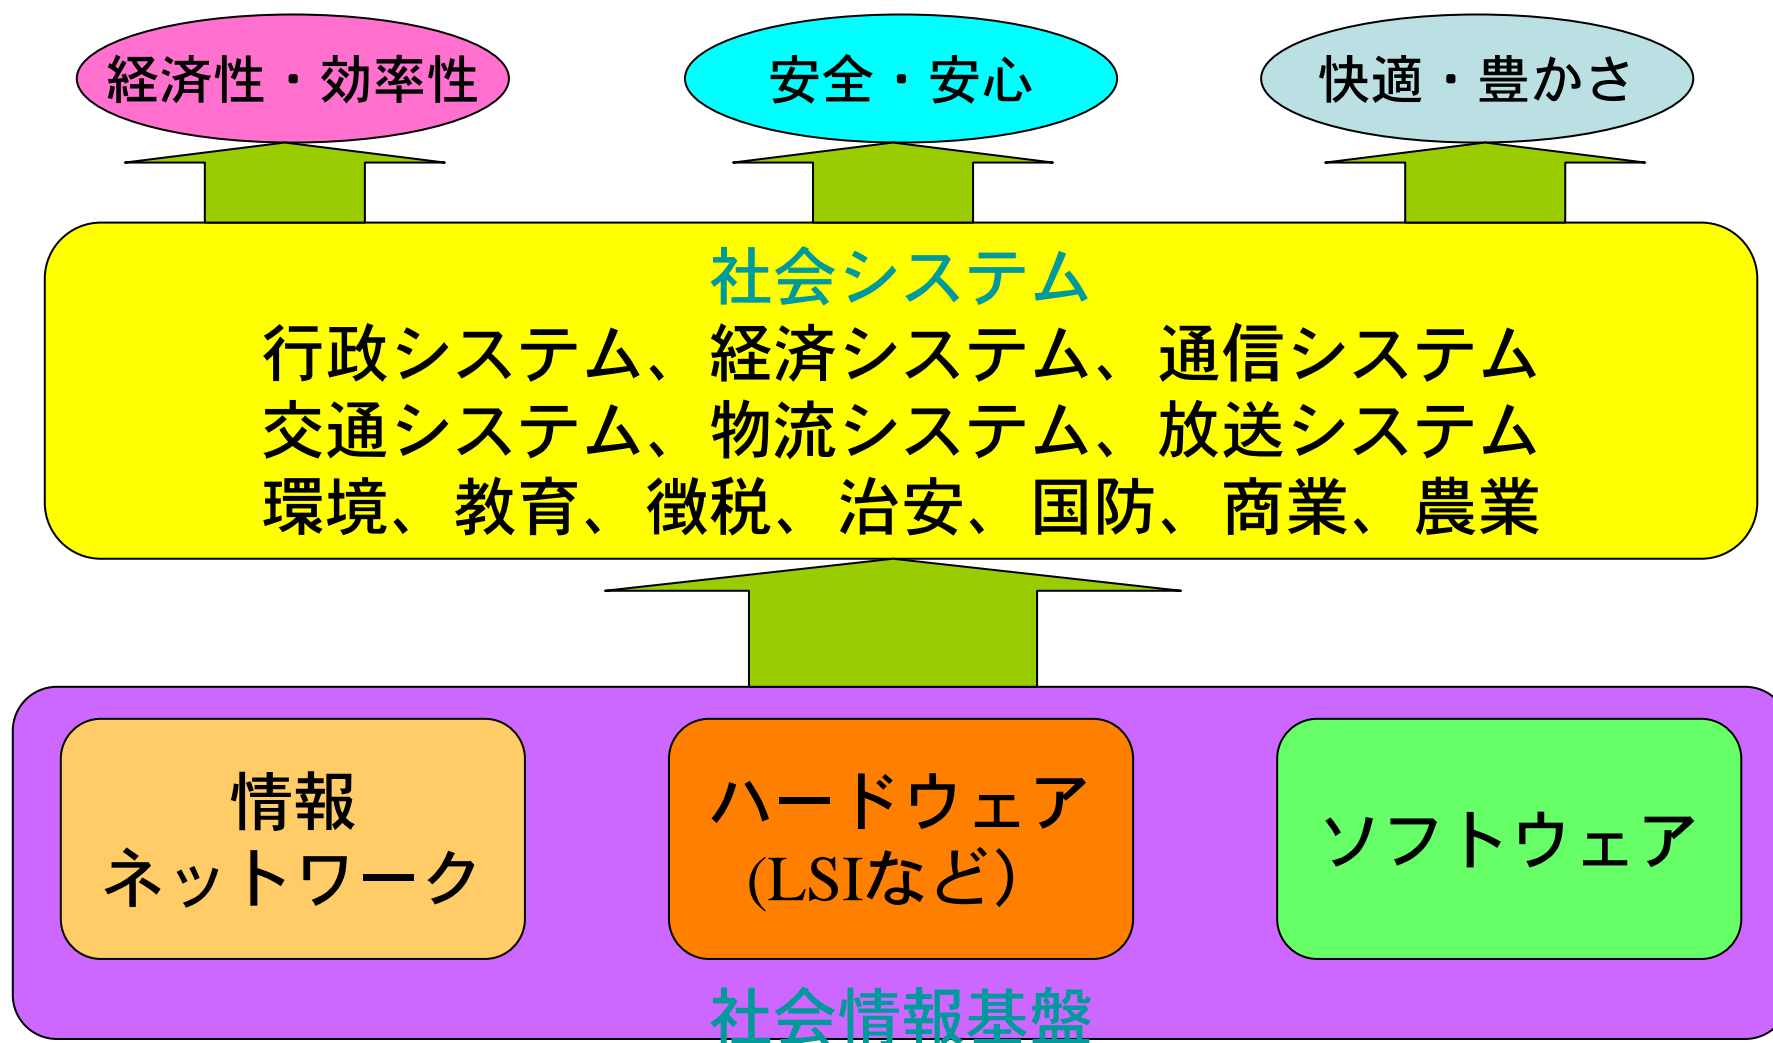 経済性・効率性
安全・安心
快適・豊かさ
社会システム
行政システム、経済システム、通信システム
交通システム、物流システム、放送システム
環境、教育、徴税、治安、国防、商業、農業
情報
ネットワーク
ハードウェア
(LSIなど）
ソフトウェア
社会情報基盤